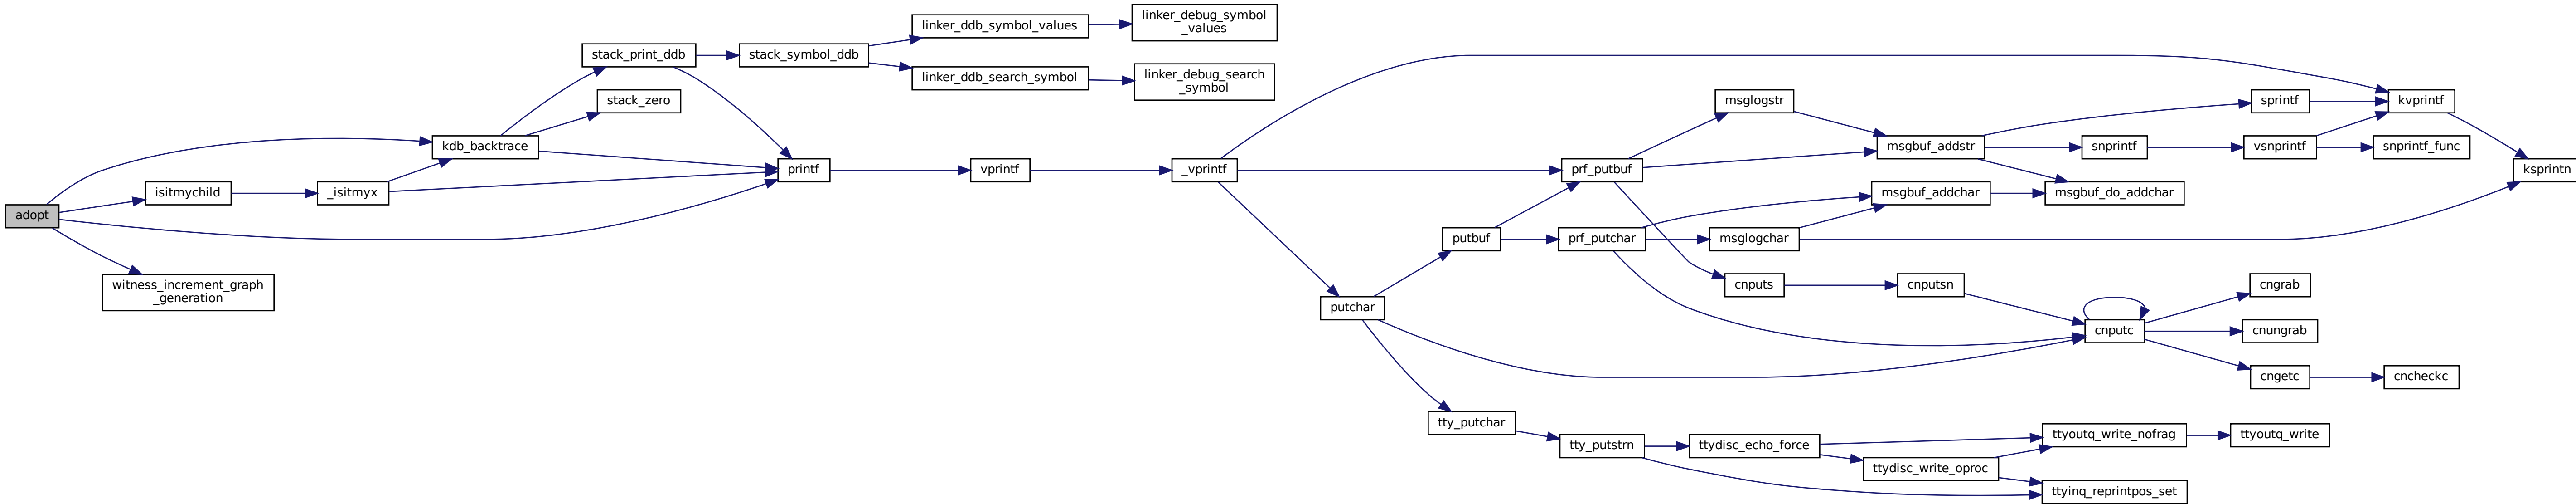 adopt
isitmychild
witness_increment_graph
_generation
_isitmyx
kdb_backtrace
stack_print_ddb
stack_zero
stack_symbol_ddb
printf
linker_ddb_symbol_values
linker_ddb_search_symbol
linker_debug_symbol
_values
linker_debug_search
_symbol
vprintf
_vprintf
putchar
putbuf
tty_putchar
prf_putbuf
prf_putchar
tty_putstrn
msglogstr
msglogchar
cnputs
ttydisc_echo_force
msgbuf_addstr
msgbuf_addchar
cnputsn
ttydisc_write_oproc
snprintf
msgbuf_do_addchar
cnputc
ttyoutq_write_nofrag
ttyinq_reprintpos_set
sprintf
vsnprintf
cngrab
cnungrab
cngetc
ttyoutq_write
kvprintf
snprintf_func
cncheckc
ksprintn